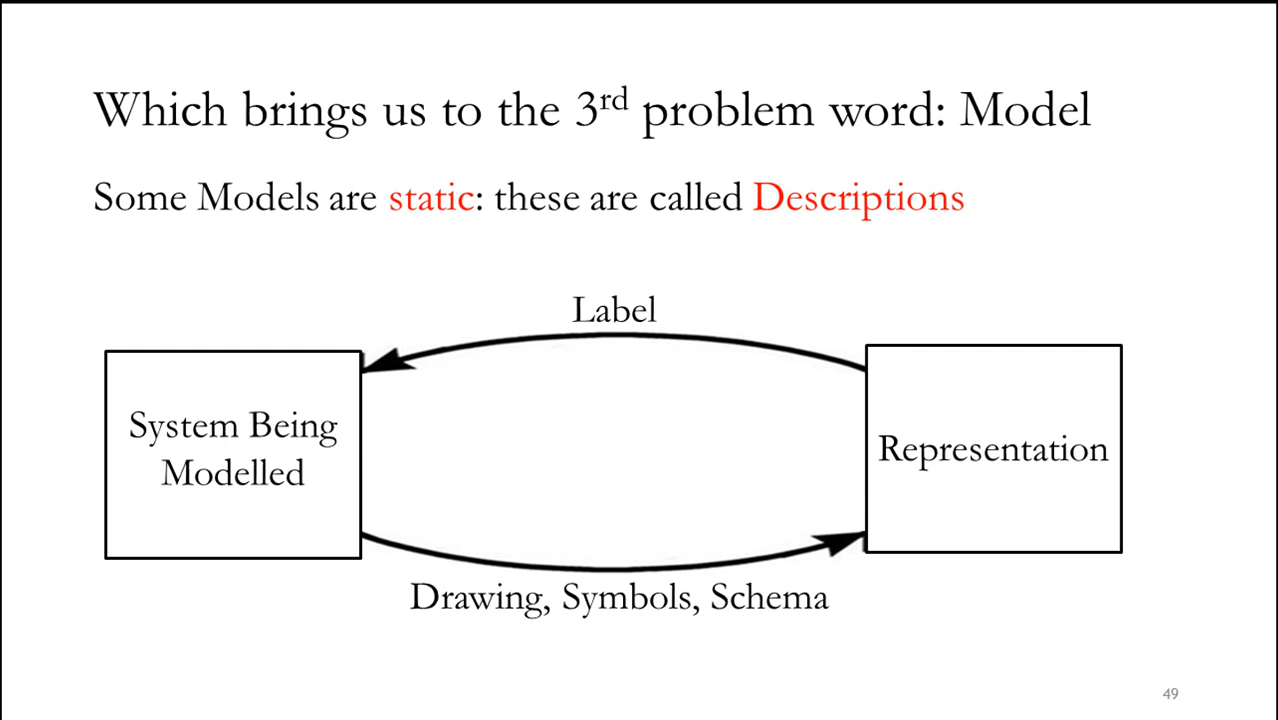 Which brings us to the 3rd problem word: Model
Some Models are static: these are called Descriptions
Label
System Being
Modelled
Representation
Drawing, Symbols, Schema
49